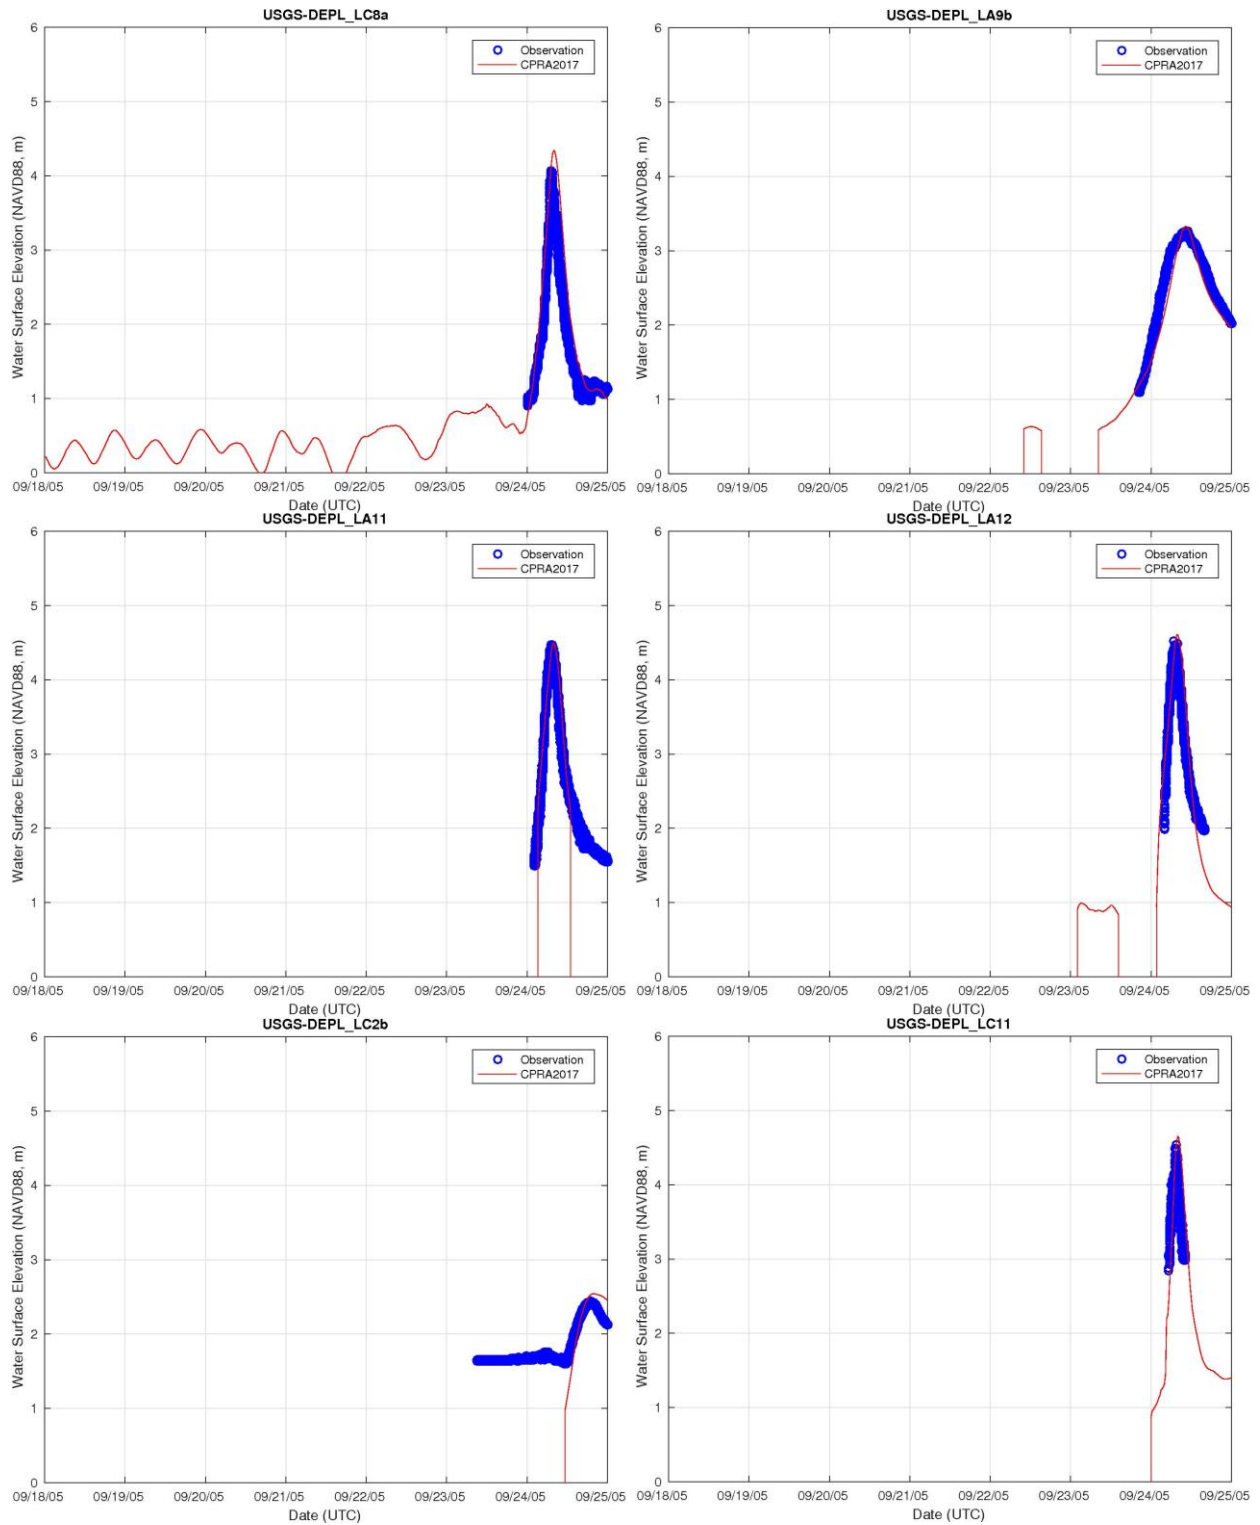 USGS-DEPL_LC8a
6
5
4
3
2
1
0
Water Surface Elevation (NAVD88, m)
Observation
CPRA2017
09/18/05 09/19/05 09/20/05 09/21/05 09/22/05 09/23/05 09/24/05 09/25/05
Date (UTC)
USGS-DEPL_LA9b
6
5
4
3
2
1
0
Water Surface Elevation (NAVD88, m)
Observation
CPRA2017
09/18/05 09/19/05 09/20/05 09/21/05 09/22/05 09/23/05 09/24/05 09/25/05
Date (UTC)
USGS-DEPL_LA11
6
5
4
3
2
1
0
Water Surface Elevation (NAVD88, m)
Observation
CPRA2017
09/18/05 09/19/05 09/20/05 09/21/05 09/22/05 09/23/05 09/24/05 09/25/05
Date (UTC)
USGS-DEPL_LA12
6
5
4
3
2
1
0
Water Surface Elevation (NAVD88, m)
Observation
CPRA2017
09/18/05 09/19/05 09/20/05 09/21/05 09/22/05 09/23/05 09/24/05 09/25/05
Date (UTC)
USGS-DEPL_LC2b
6
5
4
3
2
1
0
Water Surface Elevation (NAVD88, m)
Observation
CPRA2017
09/18/05 09/19/05 09/20/05 09/21/05 09/22/05 09/23/05 09/24/05 09/25/05
Date (UTC)
USGS-DEPL_LC11
6
5
4
3
2
1
0
Water Surface Elevation (NAVD88, m)
Observation
CPRA2017
09/18/05 09/19/05 09/20/05 09/21/05 09/22/05 09/23/05 09/24/05 09/25/05
Date (UTC)